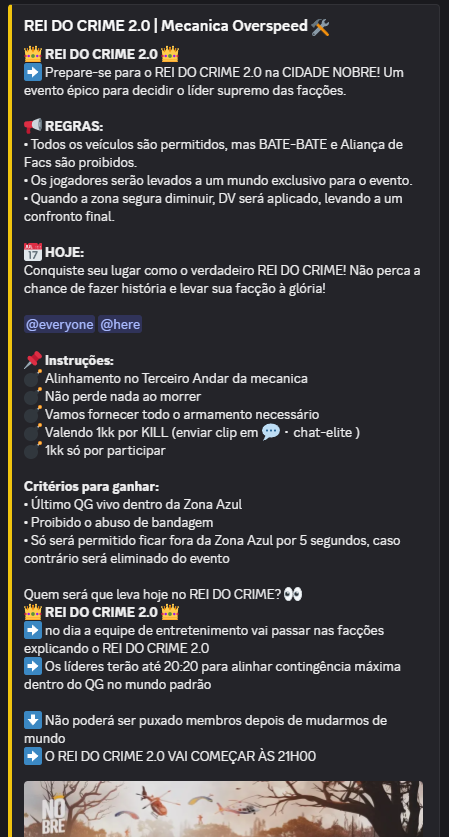 REI DO CRIME 2.0 | Mecanica Overspeed 🛠️
👑 REI DO CRIME 2.0 👑
➡️ Prepare-se para o REI DO CRIME 2.0 na CIDADE NOBRE! Um
evento épico para decidir o líder supremo das facções.
📢 REGRAS:
• Todos os veículos são permitidos, mas BATE-BATE e Aliança de
Facs são proibidos.
• Os jogadores serão levados a um mundo exclusivo para o evento.
• Quando a zona segura diminuir, DV será aplicado, levando a um
confronto final.
📅 HOJE:
Conquiste seu lugar como o verdadeiro REI DO CRIME! Não perca a
chance de fazer história e levar sua facção à glória!
@everyone @here
📌 Instruções:
💣 Alinhamento no Terceiro Andar da mecanica
💣 Não perde nada ao morrer
💣 Vamos fornecer todo o armamento necessário
💣 Valendo 1kk por KILL (enviar clip em 💬・chat-elite )
💣 1kk só por participar
Critérios para ganhar:
• Último QG vivo dentro da Zona Azul
• Proibido o abuso de bandagem
• Só será permitido ficar fora da Zona Azul por 5 segundos, caso
contrário será eliminado do evento
Quem será que leva hoje no REI DO CRIME? 👀
👑 REI DO CRIME 2.0 👑
➡️ no dia a equipe de entretenimento vai passar nas facções
explicando o REI DO CRIME 2.0
➡️ Os líderes terão até 20:20 para alinhar contingência máxima
dentro do QG no mundo padrão
⬇️ Não poderá ser puxado membros depois de mudarmos de
mundo
➡️ O REI DO CRIME 2.0 VAI COMEÇAR ÀS 21H00
NO
BRE